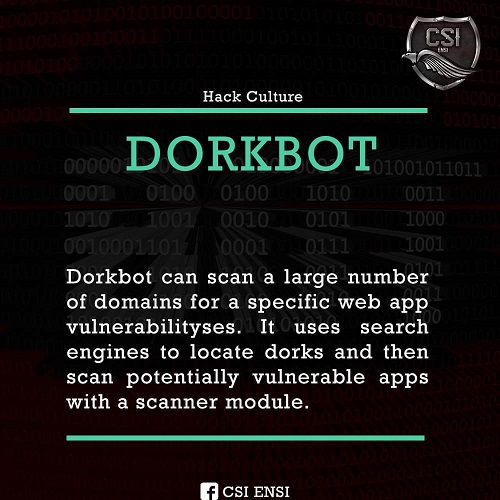 CSI
ENSI
Hack Culture
DORKBOT
Dorkbot can scan a large number
of domains for a specific web app
vulnerabilityses. It uses search
engines to locate dorks and then
scan potentially vulnerable apps
with a scanner module.
CSI ENSI